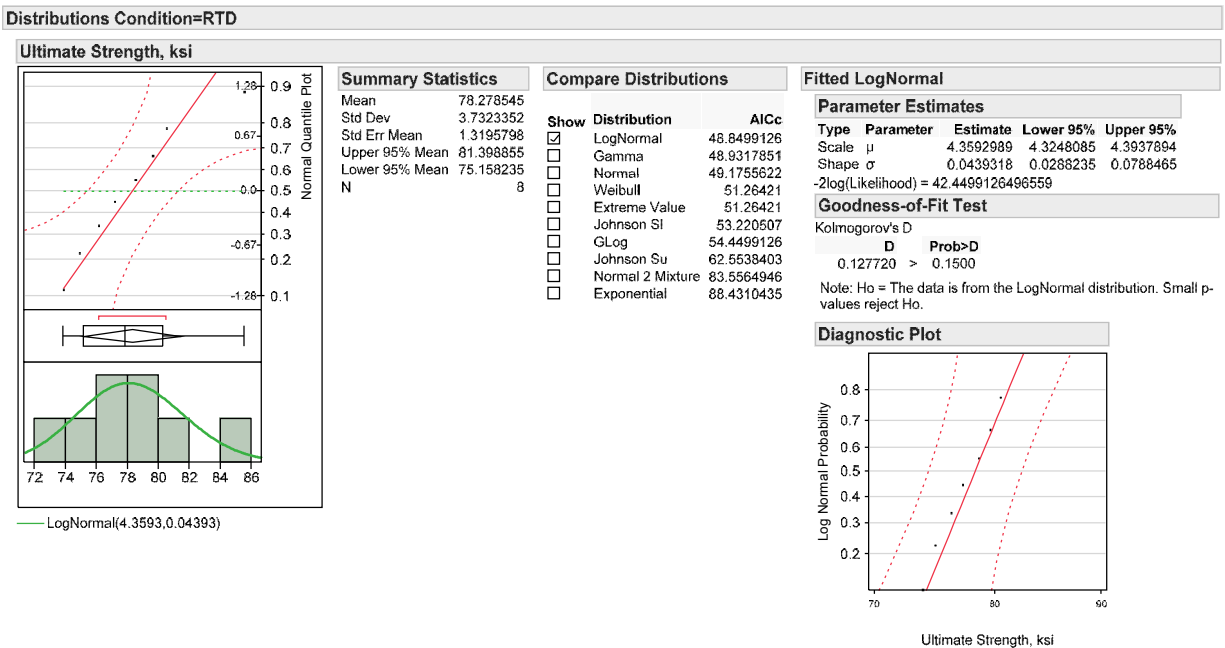 Distributions Condition=RTD
Ultimate Strength, ksi
1.28
0.67
0.0
-0.67
-1.28
0.9
0.8
0.7
0.6
0.5
0.4
0.3
0.2
0.1
Normal Quantile Plot
72 74 76 78 80 82 84 86
LogNormal(4.3593,0.04393)
Summary Statistics
Mean 78.278545
Std Dev 3.7323352
Std Err Mean 1.3195798
Upper 95% Mean 81.398855
Lower 95% Mean 75.158235
N 8
Compare Distributions
Show Distribution AICc
LogNormal 48.8499126
Gamma 48.9317851
Normal 49.1755622
Weibull 51.26421
Extreme Value 51.26421
Johnson Sl 53.220507
GLog 54.4499126
Johnson Su 62.5538403
Normal 2 Mixture 83.5564946
Exponential 88.4310435
Fitted LogNormal
Parameter Estimates
Type Parameter Estimate Lower 95% Upper 95%
Scale μ 4.3592989 4.3248085 4.3937894
Shape σ 0.0439318 0.0288235 0.0788465
-2log(Likelihood) = 42.4499126496559
Goodness-of-Fit Test
Kolmogorov's D
D Prob>D
0.127720 > 0.1500
Note: Ho = The data is from the LogNormal distribution. Small p-
values reject Ho.
Diagnostic Plot
Log Normal Probability
0.8
0.7
0.6
0.5
0.4
0.3
0.2
70 80 90
Ultimate Strength, ksi